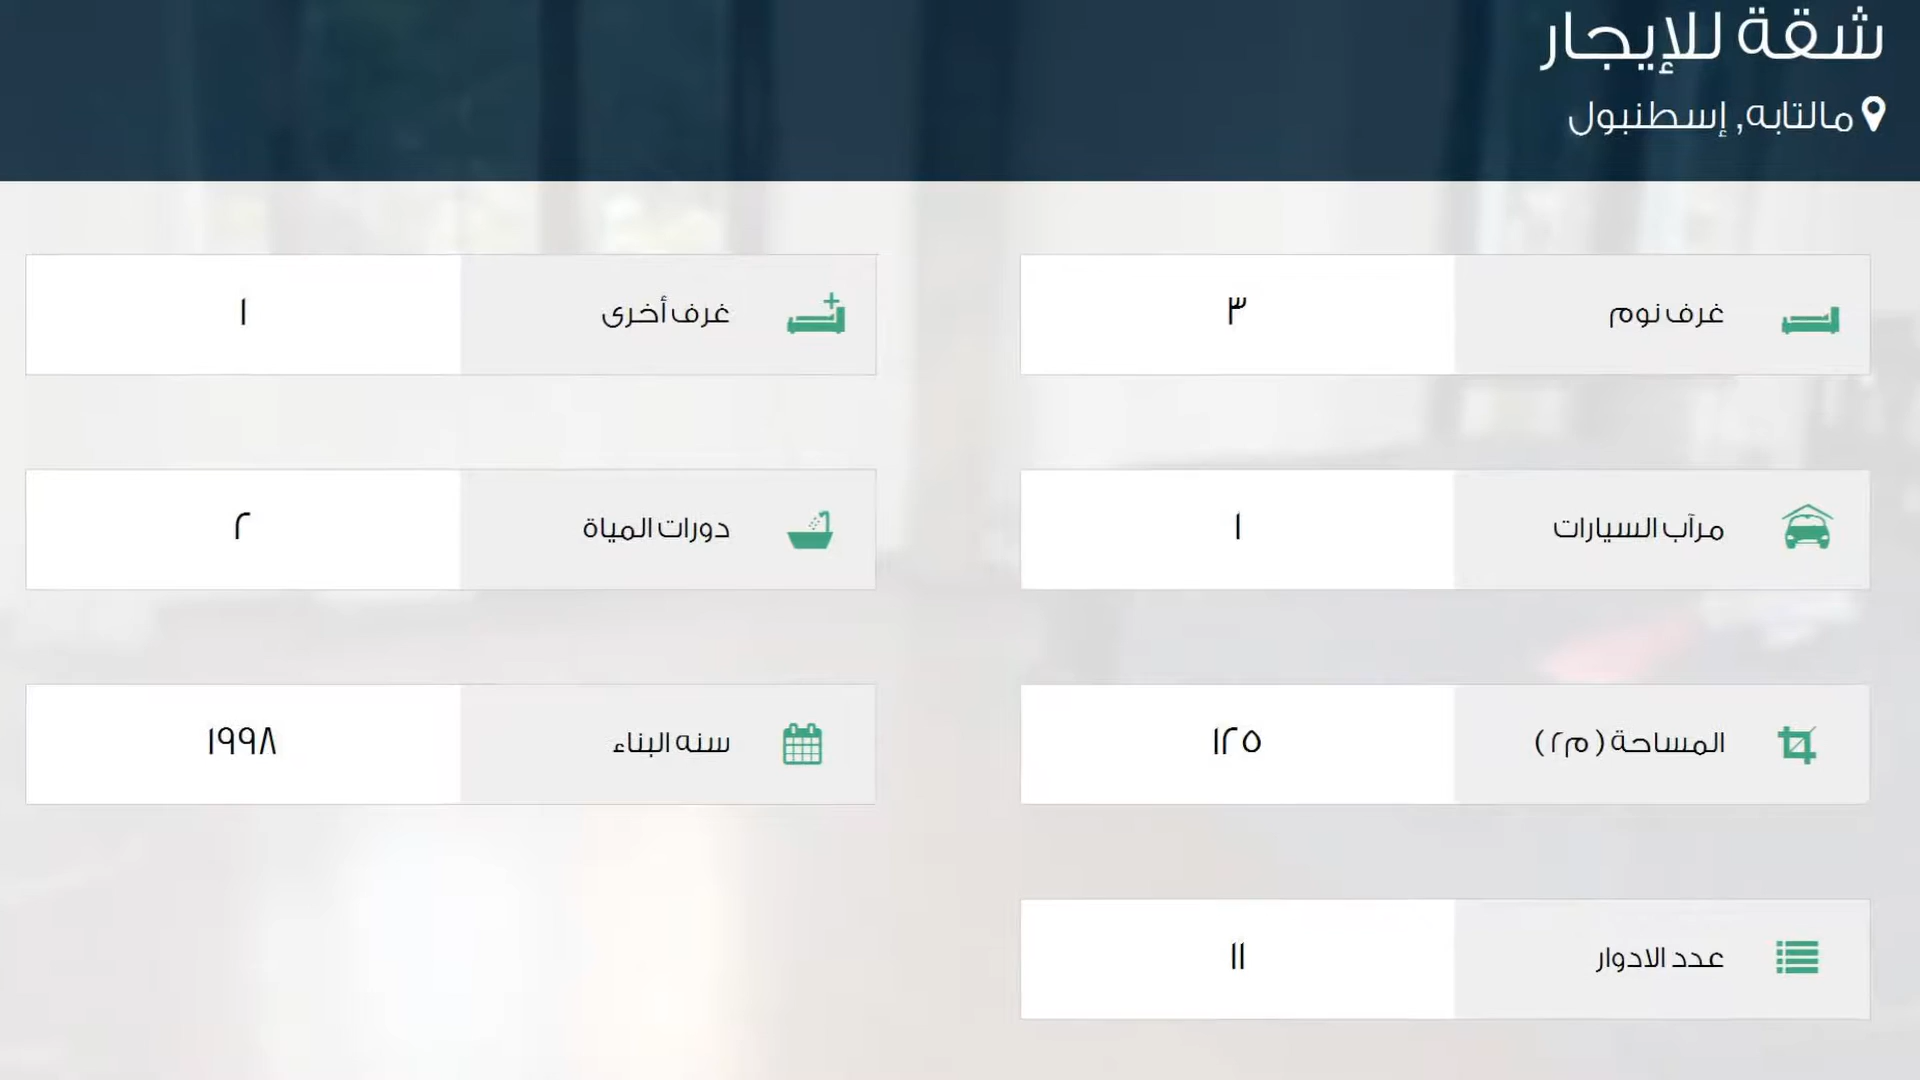 شقة للإيجار
مالتابه, إسطنبول
غرف نوم ٣
غرف أخرى ١
مرآب السيارات ١
دورات المياة ٢
المساحة (م٢) ١٢٥
سنه البناء ١٩٩٨
عدد الادوار ١١